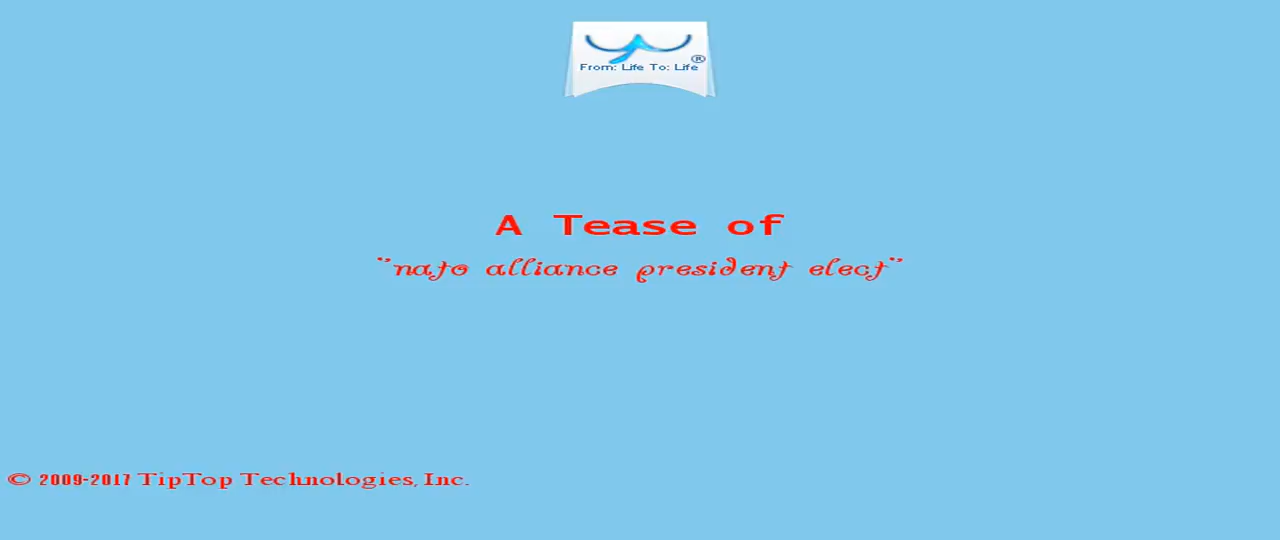 From: Life To: Life ®
A Tease of
"nato alliance president elect"
© 2009-2017 TipTop Technologies, Inc.